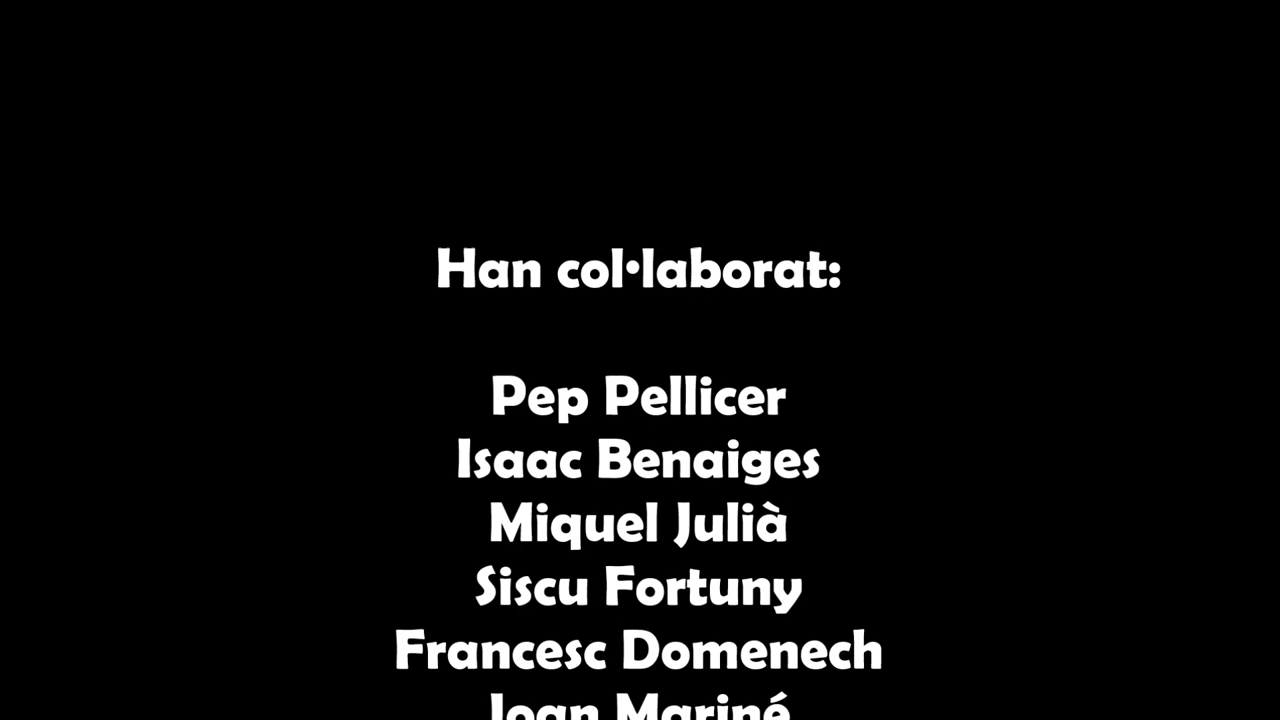 Han col•laborat:
Pep Pellicer
Isaac Benaiges
Miquel Julià
Siscu Fortuny
Francesc Domenech
Joan Mariné